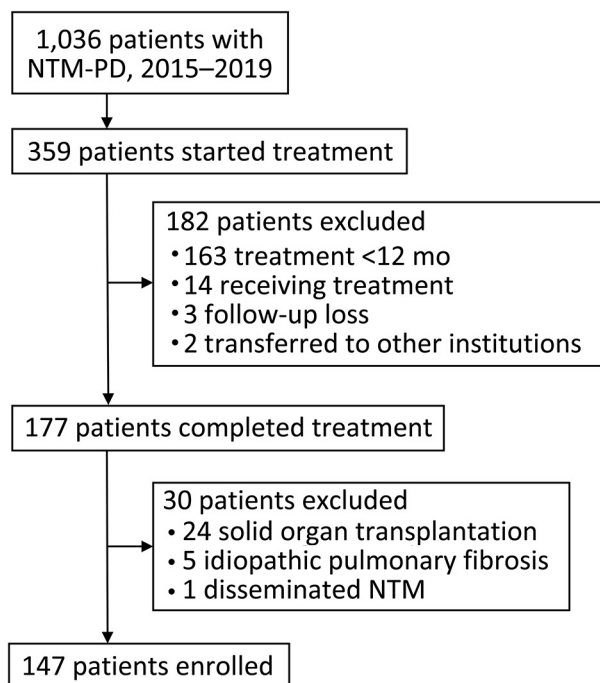 1,036 patients with
NTM-PD, 2015–2019
359 patients started treatment
182 patients excluded
• 163 treatment <12 mo
• 14 receiving treatment
• 3 follow-up loss
• 2 transferred to other institutions
177 patients completed treatment
30 patients excluded
• 24 solid organ transplantation
• 5 idiopathic pulmonary fibrosis
• 1 disseminated NTM
147 patients enrolled